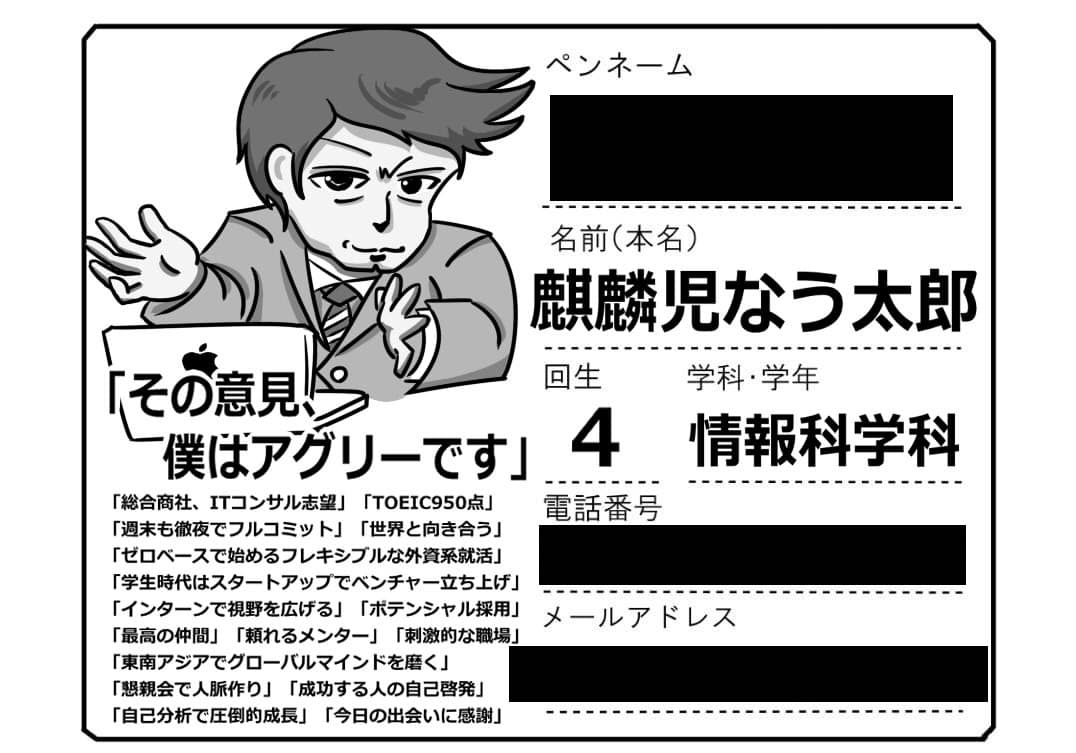 ペンネーム
名前(本名)
麒麟児なう太郎
回生 学科・学年
4 情報科学科
電話番号
メールアドレス
「その意見、
僕はアグリーです」
「総合商社、ITコンサル志望」「TOEIC950点」
「週末も徹夜でフルコミット」「世界と向き合う」
「ゼロベースで始めるフレキシブルな外資系就活」
「学生時代はスタートアップでベンチャー立ち上げ」
「インターンで視野を広げる」「ポテンシャル採用」
「最高の仲間」「頼れるメンター」「刺激的な職場」
「東南アジアでグローバルマインドを磨く」
「懇親会で人脈作り」「成功する人の自己啓発」
「自己分析で圧倒的成長」「今日の出会いに感謝」